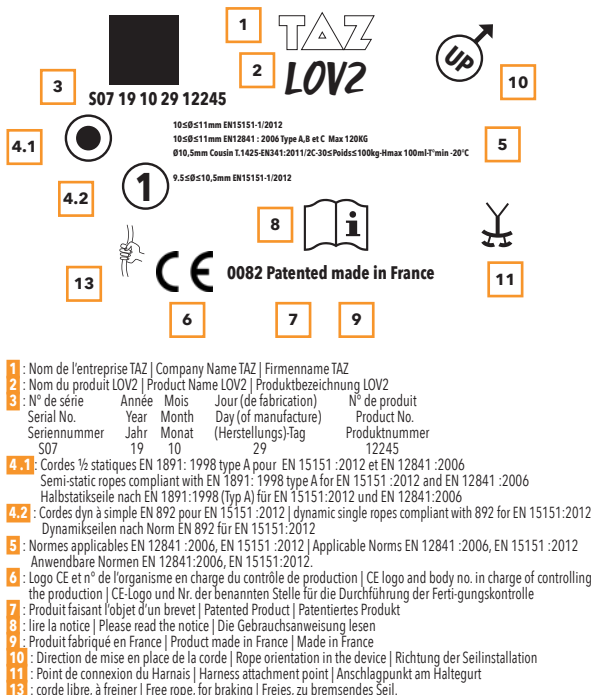 1
TAZ
2
LOV2
UP
10
3
S07 19 10 29 12245
4.1
10≤Ø≤11mm EN15151-1/2012
10≤Ø≤11mm EN12841 : 2006 Type A,B et C Max 120KG
Ø10,5mm Cousin T.1425-EN341:2011/2C-30≤Poids≤100kg-Hmax 100ml-T°min -20°C
5
4.2
1
9.5≤Ø≤10,5mm EN15151-1/2012
8
i
13
CE 0082 Patented made in France
11
6
7
9
1 : Nom de l'entreprise TAZ | Company Name TAZ | Firmenname TAZ
2 : Nom du produit LOV2 | Product Name LOV2 | Produktbezeichnung LOV2
3 : N° de série Année Mois Jour (de fabrication) N° de produit
Serial No. Year Month Day (of manufacture) Product No.
Seriennummer Jahr Monat (Herstellungs)-Tag Produktnummer
S07 19 10 29 12245
4.1 : Cordes ½ statiques EN 1891: 1998 type A pour EN 15151 :2012 et EN 12841 :2006
Semi-static ropes compliant with EN 1891: 1998 type A for EN 15151 :2012 and EN 12841 :2006
Halbstatikseile nach EN 1891:1998 (Typ A) für EN 15151:2012 und EN 12841:2006
4.2 : Cordes dyn à simple EN 892 pour EN 15151 :2012 | dynamic single ropes compliant with 892 for EN 15151:2012
Dynamikseilen nach Norm EN 892 für EN 15151:2012
5 : Normes applicables EN 12841 :2006, EN 15151 :2012 | Applicable Norms EN 12841 :2006, EN 15151 :2012
Anwendbare Normen EN 12841:2006, EN 15151:2012.
6 : Logo CE et n° de l'organisme en charge du contrôle de production | CE logo and body no. in charge of controlling
the production | CE-Logo und Nr. der benannten Stelle für die Durchführung der Ferti-gungskontrolle
7 : Produit faisant l'objet d'un brevet | Patented Product | Patentiertes Produkt
8 : lire la notice | Please read the notice | Die Gebrauchsanweisung lesen
9 : Produit fabriqué en France | Product made in France | Made in France
10 : Direction de mise en place de la corde | Rope orientation in the device | Richtung der Seilinstallation
11 : Point de connexion du Harnais | Harness attachment point | Anschlagpunkt am Haltegurt
13 : corde libre, à freiner | Free rope, for braking | Freies, zu bremsendes Seil.